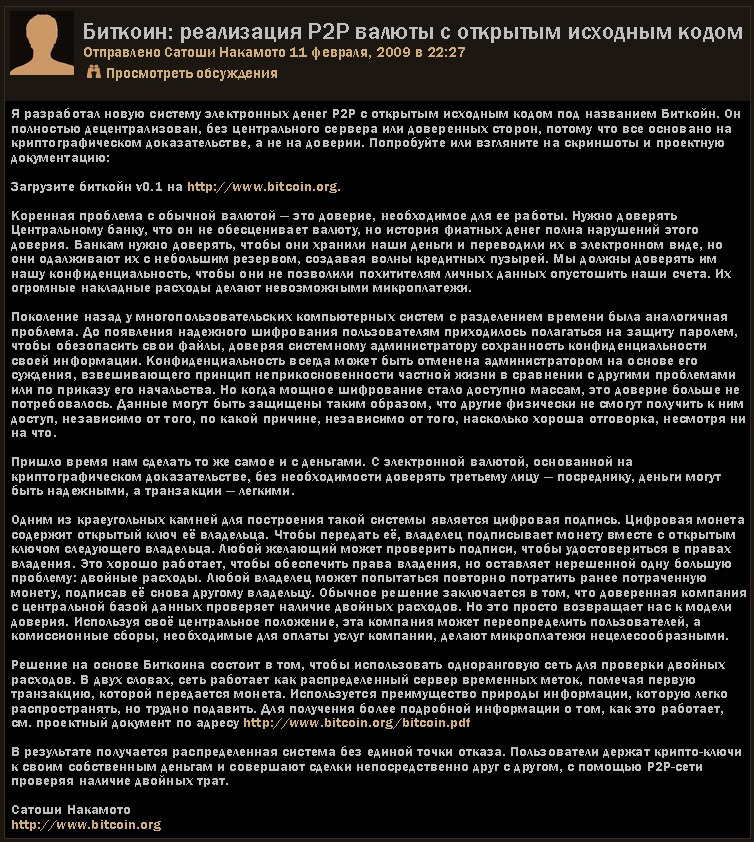 Биткоин: реализация P2P валюты с открытым исходным кодом
Отправлено Сатоши Накамото 11 февраля, 2009 в 22:27
Просмотреть обсуждения
Я разработал новую систему электронных денег P2P с открытым исходным кодом под названием Биткойн. Он
полностью децентрализован, без центрального сервера или доверенных сторон, потому что все основано на
криптографическом доказательстве, а не на доверии. Попробуйте или взгляните на скриншоты и проектную
документацию:
Загрузите биткойн v0.1 на http://www.bitcoin.org.
Коренная проблема с обычной валютой — это доверие, необходимое для ее работы. Нужно доверять
Центральному банку, что он не обесценивает валюту, но история фиатных денег полна нарушений этого
доверия. Банкам нужно доверять, чтобы они хранили наши деньги и переводили их в электронном виде, но
они одалживают их с небольшим резервом, создавая волны кредитных пузырей. Мы должны доверять им
нашу конфиденциальность, чтобы они не позволили похитителям личных данных опустошить наши счета. Их
огромные накладные расходы делают невозможными микроплатежи.
Поколение назад у многопользовательских компьютерных систем с разделением времени была аналогичная
проблема. До появления надежного шифрования пользователям приходилось полагаться на защиту паролем,
чтобы обезопасить свои файлы, доверяя системному администратору сохранность конфиденциальности
своей информации. Конфиденциальность всегда может быть отменена администратором на основе его
суждения, взвешивающего принцип неприкосновенности частной жизни в сравнении с другими проблемами
или по приказу его начальства. Но когда мощное шифрование стало доступно массам, это доверие больше не
потребовалось. Данные могут быть защищены таким образом, что другие физически не смогут получить к ним
доступ, независимо от того, по какой причине, независимо от того, насколько хороша отговорка, несмотря ни
на что.
Пришло время нам сделать то же самое и с деньгами. С электронной валютой, основанной на
криптографическом доказательстве, без необходимости доверять третьему лицу — посреднику, деньги могут
быть надежными, а транзакции — легкими.
Одним из краеугольных камней для построения такой системы является цифровая подпись. Цифровая монета
содержит открытый ключ её владельца. Чтобы передать её, владелец подписывает монету вместе с открытым
ключом следующего владельца. Любой желающий может проверить подписи, чтобы удостовериться в правах
владения. Это хорошо работает, чтобы обеспечить права владения, но оставляет нерешенной одну большую
проблему: двойные расходы. Любой владелец может попытаться повторно потратить ранее потраченную
монету, подписав её снова другому владельцу. Обычное решение заключается в том, что доверенная компания
с центральной базой данных проверяет наличие двойных расходов. Но это просто возвращает нас к модели
доверия. Используя своё центральное положение, эта компания может переопределить пользователей, а
комиссионные сборы, необходимые для оплаты услуг компании, делают микроплатежи нецелесообразными.
Решение на основе Биткоина состоит в том, чтобы использовать одноранговую сеть для проверки двойных
расходов. В двух словах, сеть работает как распределенный сервер временных меток, помечая первую
транзакцию, которой передается монета. Используется преимущество природы информации, которую легко
распространять, но трудно подавить. Для получения более подробной информации о том, как это работает,
см. проектный документ по адресу http://www.bitcoin.org/bitcoin.pdf
В результате получается распределенная система без единой точки отказа. Пользователи держат крипто-ключи
к своим собственным деньгам и совершают сделки непосредственно друг с другом, с помощью P2P-сети
проверяя наличие двойных трат.
Сатоши Накамото
http://www.bitcoin.org